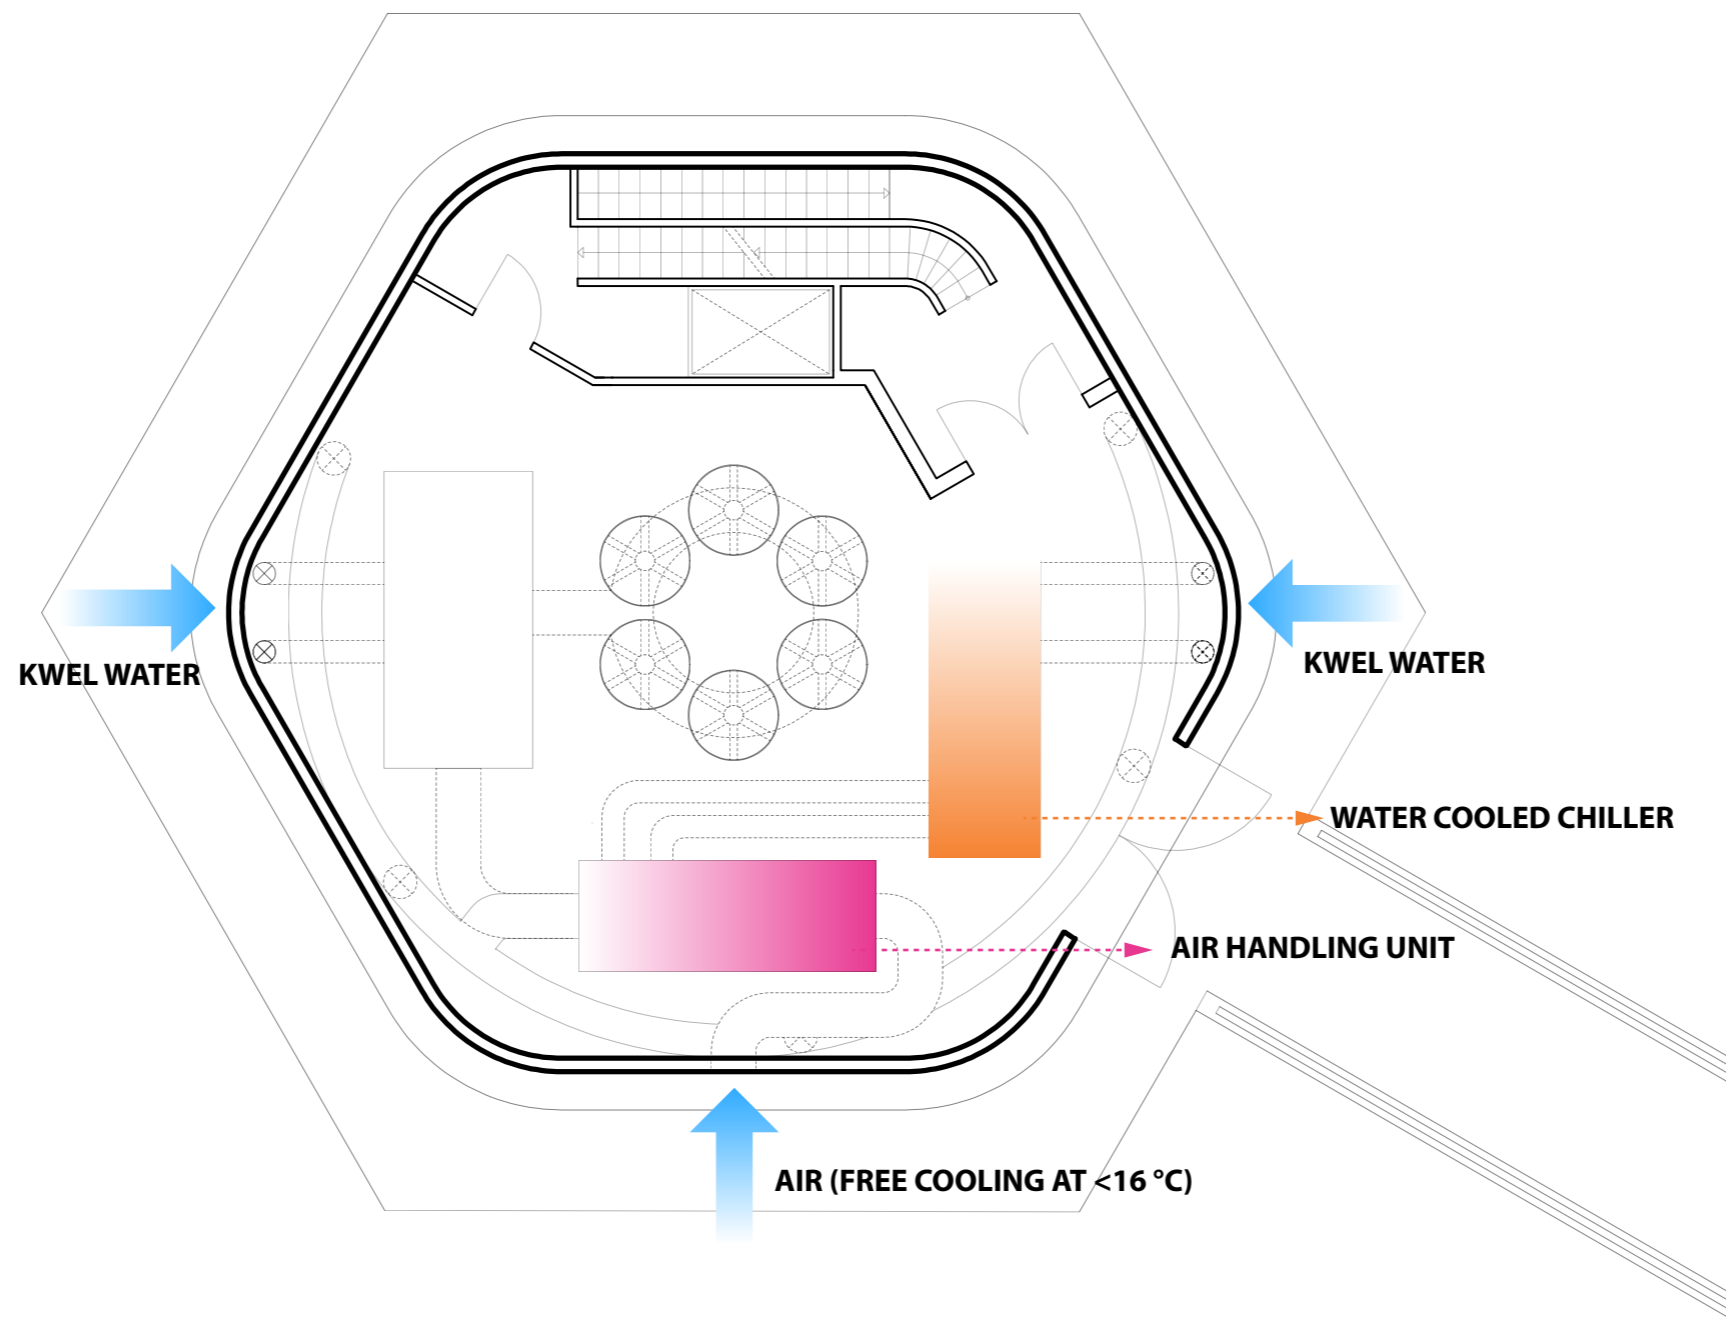 KWEL WATER
KWEL WATER
WATER COOLED CHILLER
AIR HANDLING UNIT
AIR (FREE COOLING AT <16 °C)